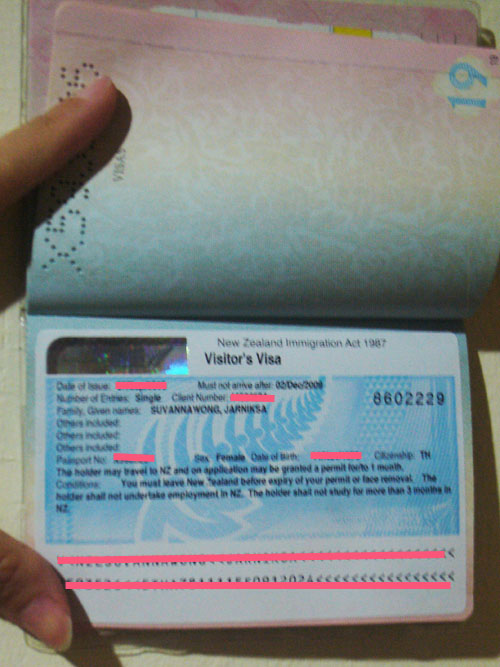 19
VISAS
New Zealand Immigration Act 1987
Visitor's Visa
Date of Issue: Must not arrive after: 02/Dec/2009
Number of Entries: Single Client Number:
8602229
Family, Given names: SUVANNAWONG, JARNIKSA
Others included:
Others included:
Others included:
Passport No: Sex Female Date of Birth: Citizenship: TH
The holder may travel to NZ and on application may be granted a permit for/to 1 month.
Conditions: You must leave New Zealand before expiry of your permit or face removal. The
holder shall not undertake employment in NZ. The holder shall not study for more than 3 months in
NZ.